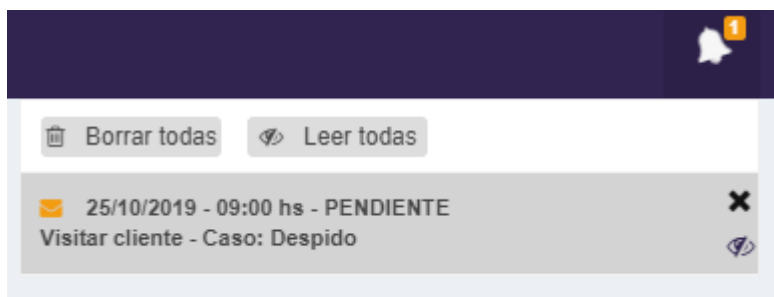 1
Borrar todas Leer todas
25/10/2019 - 09:00 hs - PENDIENTE
Visitar cliente - Caso: Despido